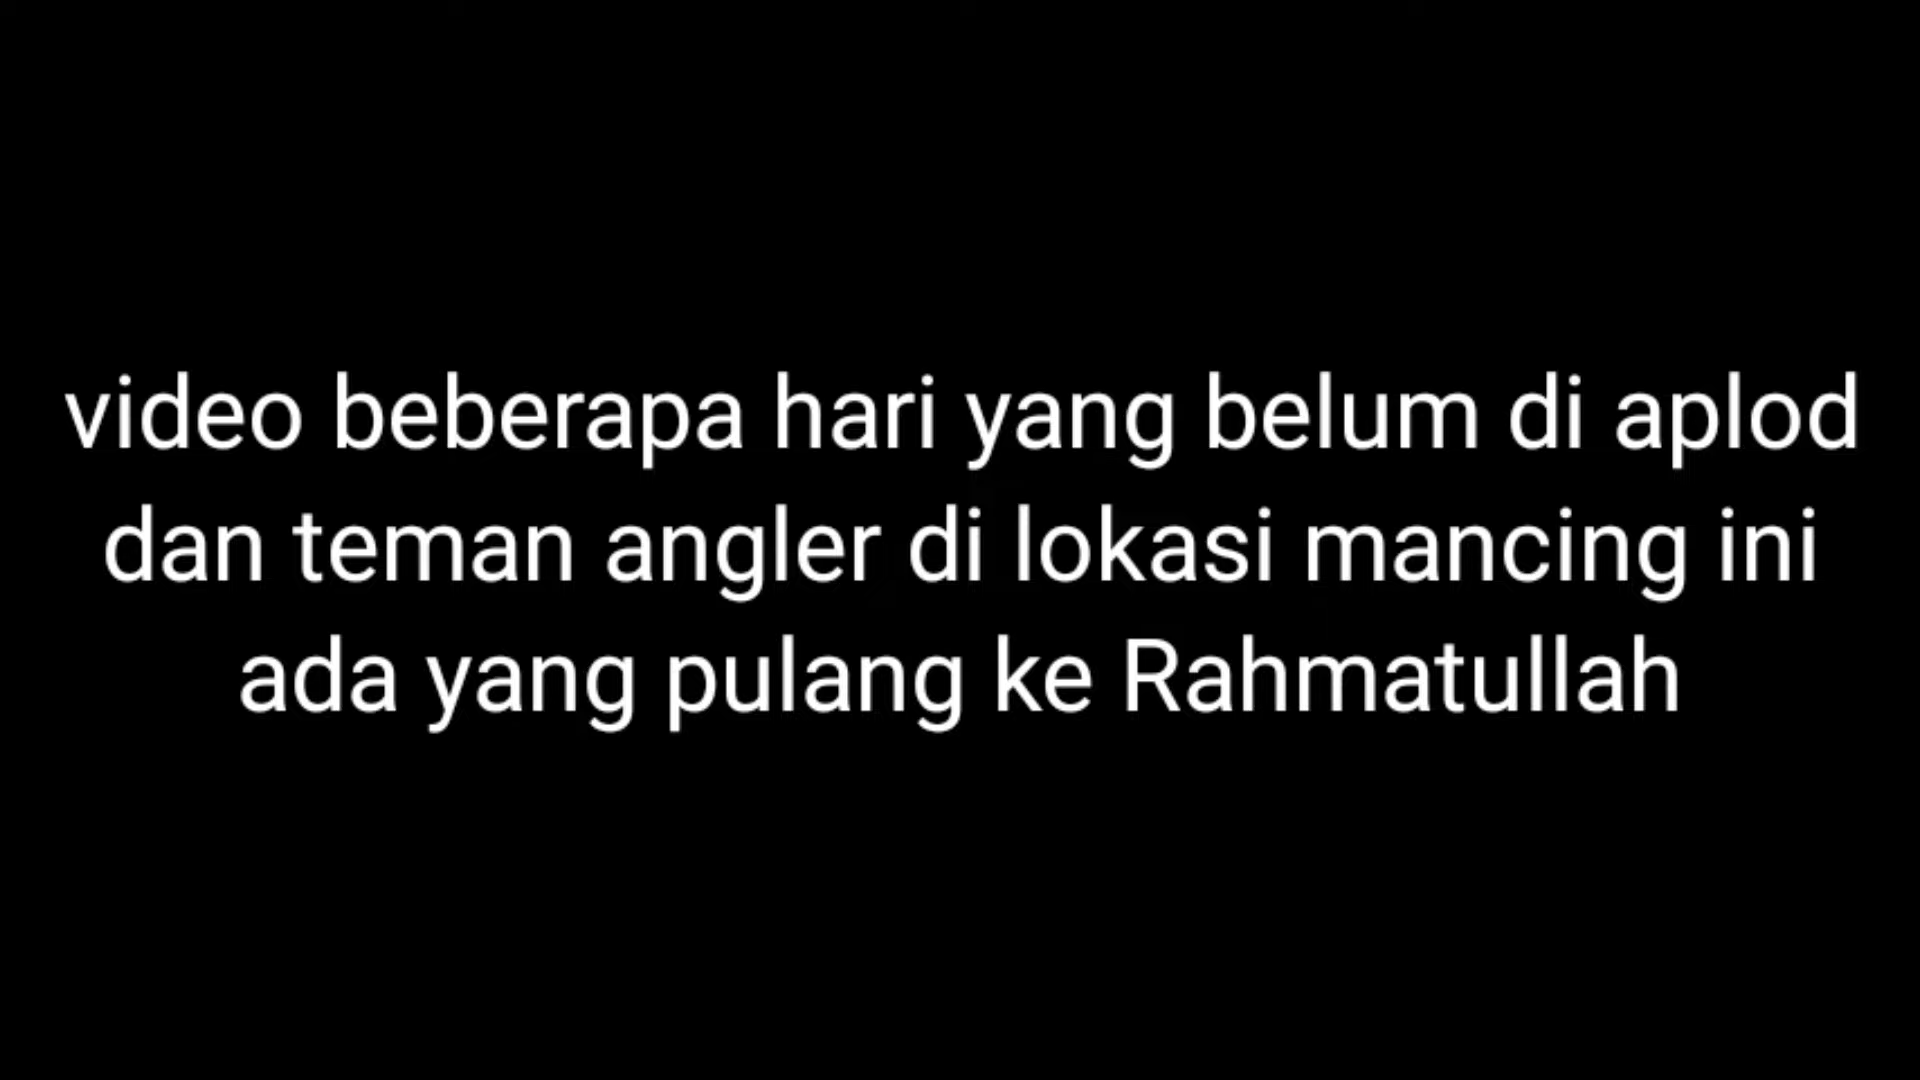 video beberapa hari yang belum di aplod
dan teman angler di lokasi mancing ini
ada yang pulang ke Rahmatullah